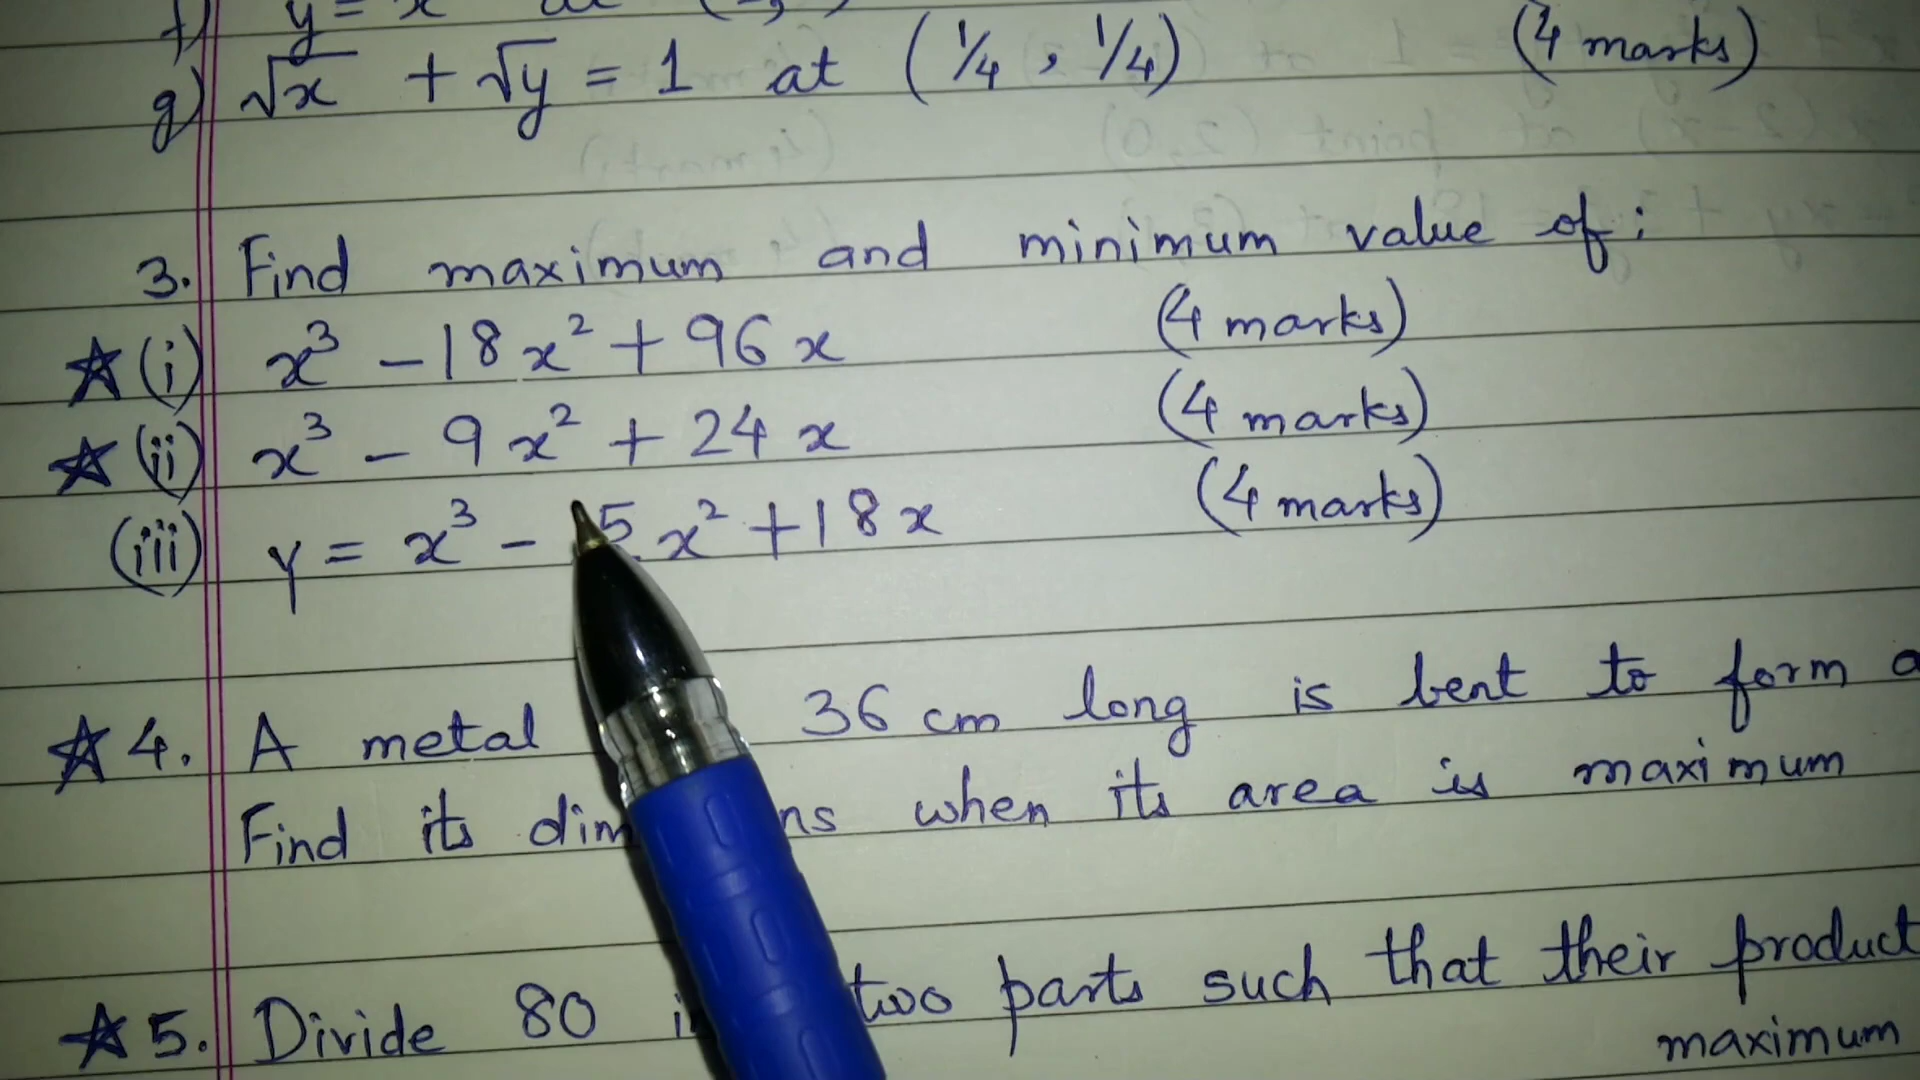 f) y = x at
g) √x + √y = 1 at (1/4, 1/4) (4 marks)
3. Find maximum and minimum value of:
☆ (i) x³ - 18x² + 96x (4 marks)
☆ (ii) x³ - 9x² + 24x (4 marks)
(iii) y = x³ - 5x² + 18x (4 marks)
☆ 4. A metal 36 cm long is bent to form a
Find its dim ns when its area is maximum
☆ 5. Divide 80 i two parts such that their product
maximum